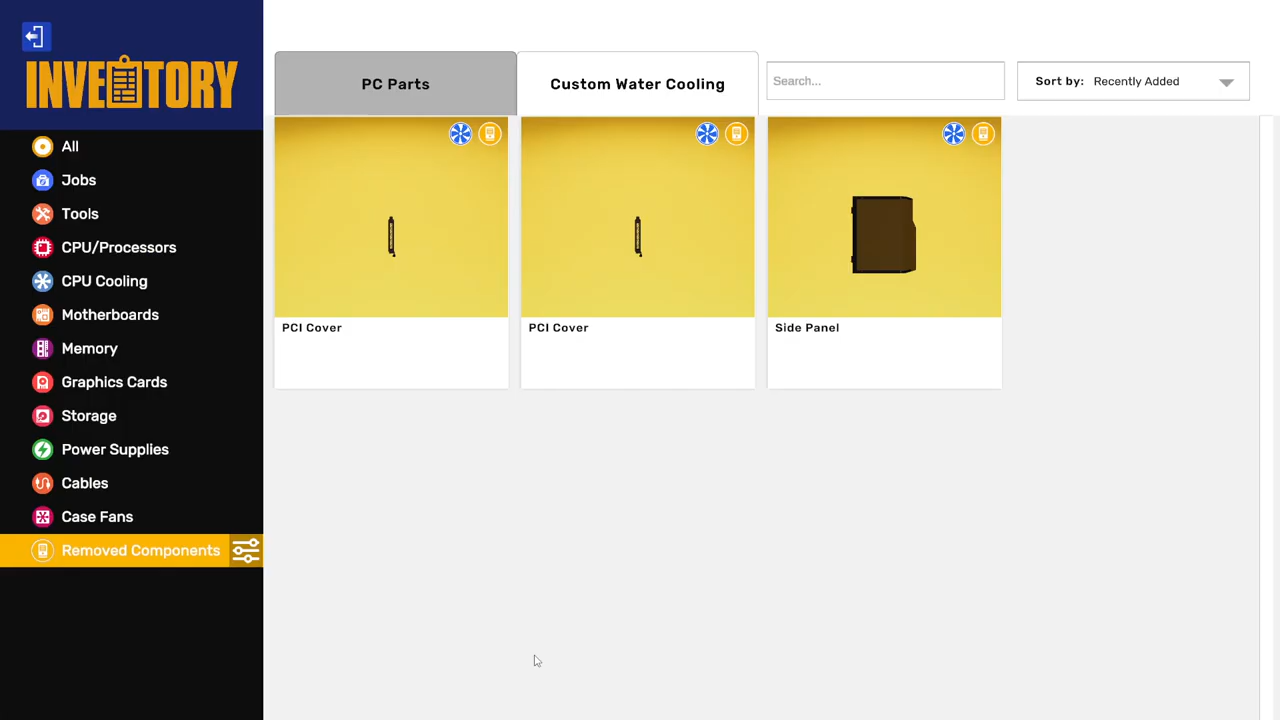 INVENTORY
All
Jobs
Tools
CPU/Processors
CPU Cooling
Motherboards
Memory
Graphics Cards
Storage
Power Supplies
Cables
Case Fans
Removed Components
PC Parts
Custom Water Cooling
Search...
Sort by: Recently Added
PCI Cover
PCI Cover
Side Panel